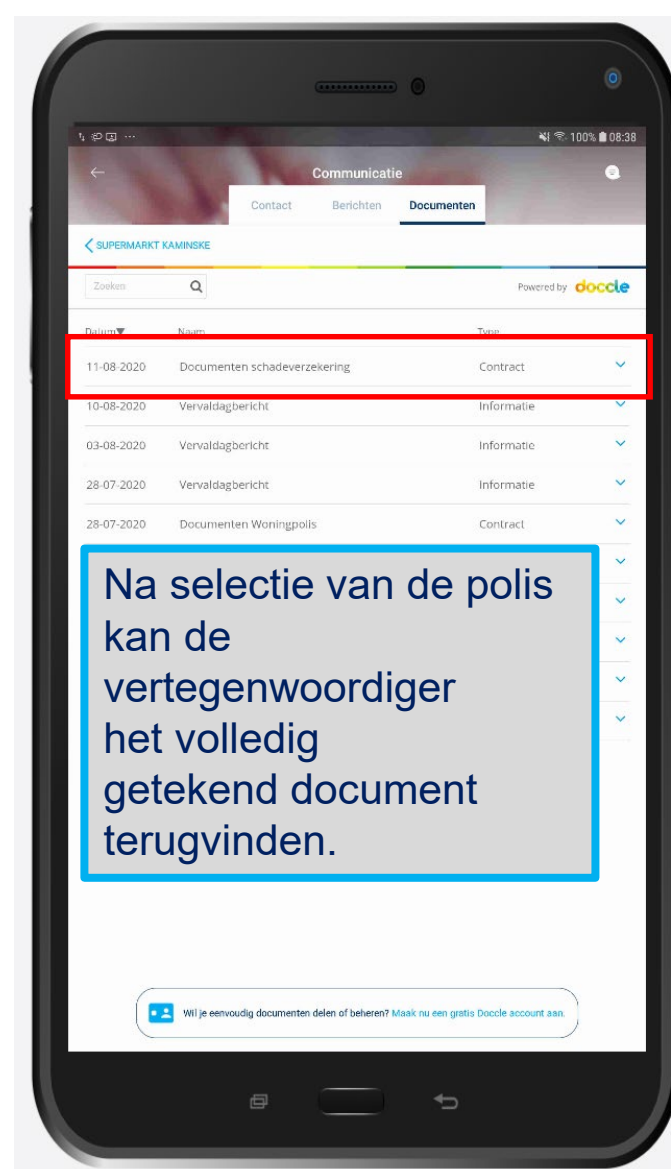 100% 08:38
Communicatie
Contact Berichten Documenten
SUPERMARKT KAMINSKE
Zoeken Powered by doccle
Datum▼ Naam Type
11-08-2020 Documenten schadeverzekering Contract
10-08-2020 Vervaldagbericht Informatie
03-08-2020 Vervaldagbericht Informatie
28-07-2020 Vervaldagbericht Informatie
28-07-2020 Documenten Woningpolis Contract
Na selectie van de polis
kan de
vertegenwoordiger
het volledig
getekend document
terugvinden.
Wil je eenvoudig documenten delen of beheren? Maak nu een gratis Doccle account aan.